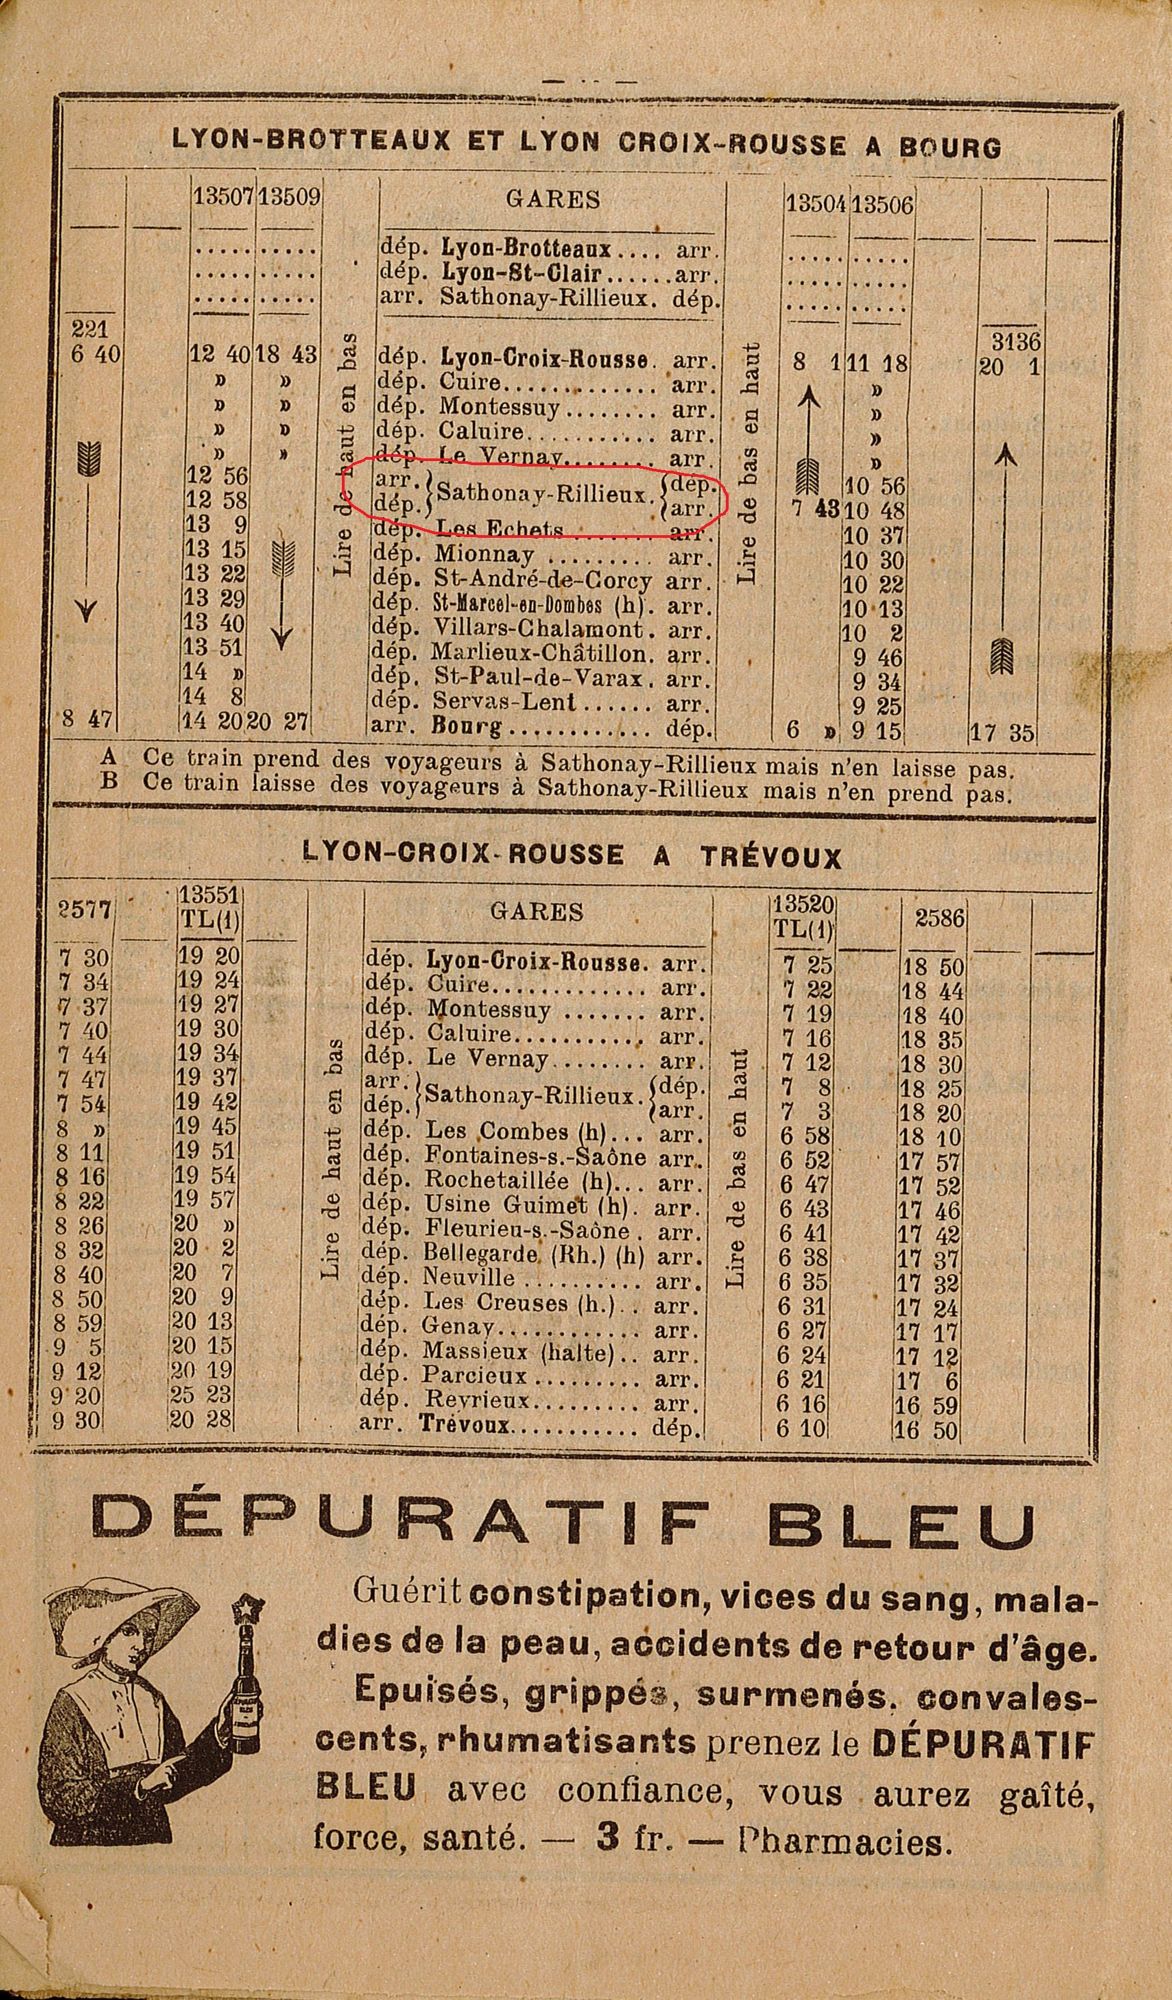 LYON-BROTTEAUX ET LYON CROIX-ROUSSE A BOURG
13507 13509 GARES 13504 13506
..... ..... dép. Lyon-Brotteaux.... arr. ..... .....
..... ..... dép. Lyon-St-Clair......arr. ..... .....
..... ..... arr. Sathonay-Rillieux. dép. ..... .....
221 3136
6 40 12 40 18 43 dép. Lyon-Croix-Rousse. arr. 8 1 11 18 20 1
» » dép. Cuire............ arr. »
» » dép. Montessuy........ arr. »
» » dép. Caluire........... arr. »
» » dép. Le Vernay........ arr. »
12 56 arr. } Sathonay-Rillieux. { dép. 10 56
12 58 dép. } { arr. 7 43 10 48
13 9 dép. Les Echets ....... arr. 10 37
13 15 dép. Mionnay ......... arr. 10 30
13 22 dép. St-André-de-Corcy arr. 10 22
13 29 dép. St-Marcel-en-Dombes (h). arr. 10 13
13 40 dép. Villars-Chalamont. arr. 10 2
13 51 dép. Marlieux-Châtillon. arr. 9 46
14 » dép. St-Paul-de-Varax. arr. 9 34
14 8 dép. Servas-Lent...... arr. 9 25
8 47 14 20 20 27 arr. Bourg............ dép. 6 » 9 15 17 35
Lire de haut en bas
Lire de bas en haut
A Ce train prend des voyageurs à Sathonay-Rillieux mais n'en laisse pas.
B Ce train laisse des voyageurs à Sathonay-Rillieux mais n'en prend pas.
LYON-CROIX-ROUSSE A TRÉVOUX
2577 13551 TL(1) GARES 13520 TL(1) 2586
7 30 19 20 dép. Lyon-Croix-Rousse. arr. 7 25 18 50
7 34 19 24 dép. Cuire............. arr. 7 22 18 44
7 37 19 27 dép. Montessuy ....... arr. 7 19 18 40
7 40 19 30 dép. Caluire........... arr. 7 16 18 35
7 44 19 34 dép. Le Vernay........ arr. 7 12 18 30
7 47 19 37 arr. } Sathonay-Rillieux. { dép. 7 8 18 25
7 54 19 42 dép. } { arr. 7 3 18 20
8 » 19 45 dép. Les Combes (h)... arr. 6 58 18 10
8 11 19 51 dép. Fontaines-s.-Saône arr. 6 52 17 57
8 16 19 54 dép. Rochetaillée (h)... arr. 6 47 17 52
8 22 19 57 dép. Usine Guimet (h). arr. 6 43 17 46
8 26 20 » dép. Fleurieu-s.-Saône . arr. 6 41 17 42
8 32 20 2 dép. Bellegarde. (Rh.) (h) arr. 6 38 17 37
8 40 20 7 dép. Neuville .......... arr. 6 35 17 32
8 50 20 9 dép. Les Creuses (h.).. arr. 6 31 17 24
8 59 20 13 dép. Genay............ arr. 6 27 17 17
9 5 20 15 dép. Massieux (halte).. arr. 6 24 17 12
9 12 20 19 dép. Parcieux ......... arr. 6 21 17 6
9 20 25 23 dép. Reyrieux......... arr. 6 16 16 59
9 30 20 28 arr. Trévoux........... dép. 6 10 16 50
Lire de haut en bas
Lire de bas en haut
DÉPURATIF BLEU
Guérit constipation, vices du sang, mala-
dies de la peau, accidents de retour d'âge.
Epuisés, grippés, surmenés. convales-
cents, rhumatisants prenez le DÉPURATIF
BLEU avec confiance, vous aurez gaîté,
force, santé. — 3 fr. — Pharmacies.